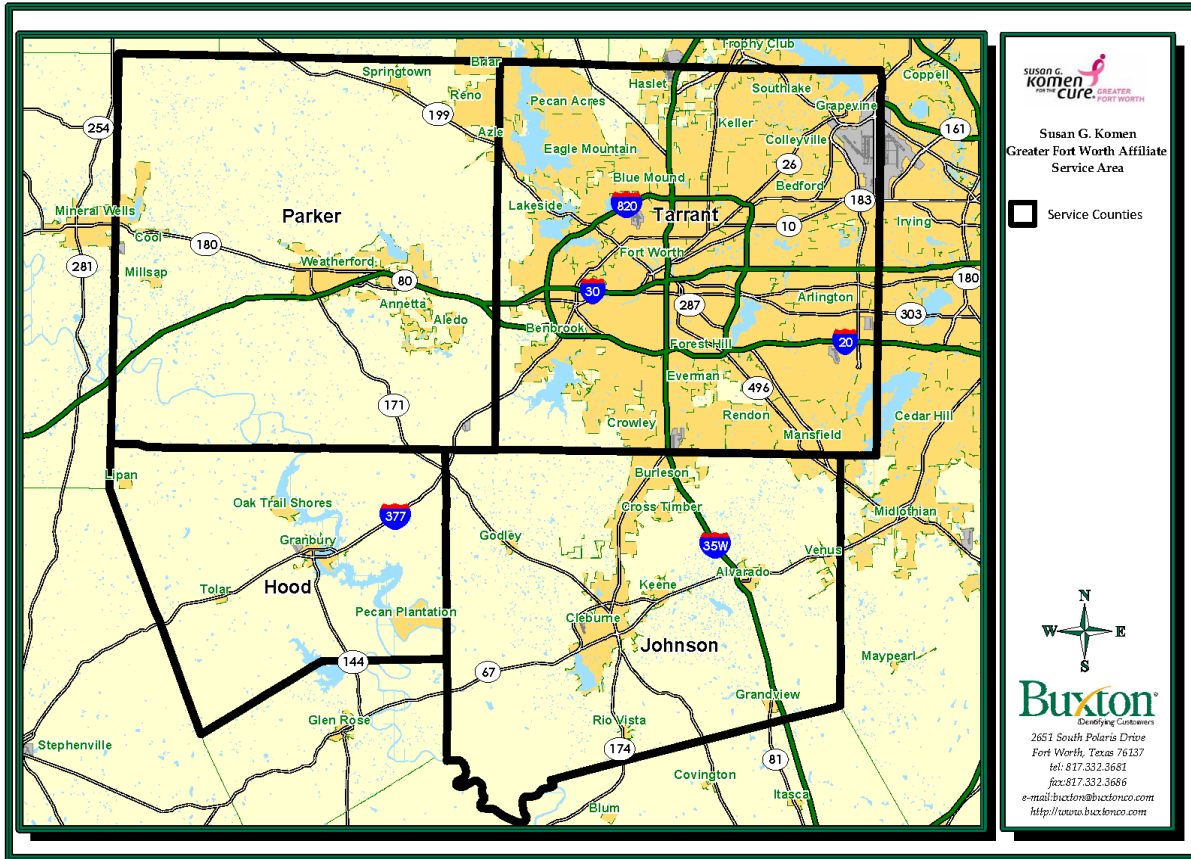 Trophy Club
Briar
Springtown
Haslet
Coppell
Reno
Pecan Acres
Southlake
Grapevine
254
199
Keller
161
Azle
Colleyville
Eagle Mountain
26
Blue Mound
Bedford
Mineral Wells
Lakeside
820
183
Parker
Tarrant
Cool
180
10
Irving
Fort Worth
281
Millsap
Weatherford
80
180
30
287
Arlington
Annetta
Aledo
303
Benbrook
Forest Hill
20
Everman
496
171
Rendon
Cedar Hill
Crowley
Mansfield
Lipan
Burleson
Oak Trail Shores
377
Cross Timber
Midlothian
Granbury
Godley
35W
Venus
Alvarado
Tolar
Hood
Keene
Pecan Plantation
Cleburne
Johnson
Maypearl
144
67
Grandview
Glen Rose
Rio Vista
Stephenville
174
81
Covington
Itasca
Blum
SUSAN G.
Komen
FOR THE
CURE®
GREATER
FORT WORTH
Susan G. Komen
Greater Fort Worth Affiliate
Service Area
Service Counties
N
W E
S
Buxton®
Identifying Customers
2651 South Polaris Drive
Fort Worth, Texas 76137
tel: 817.332.3681
fax:817.332.3686
e-mail:buxton@buxtonco.com
http://www.buxtonco.com